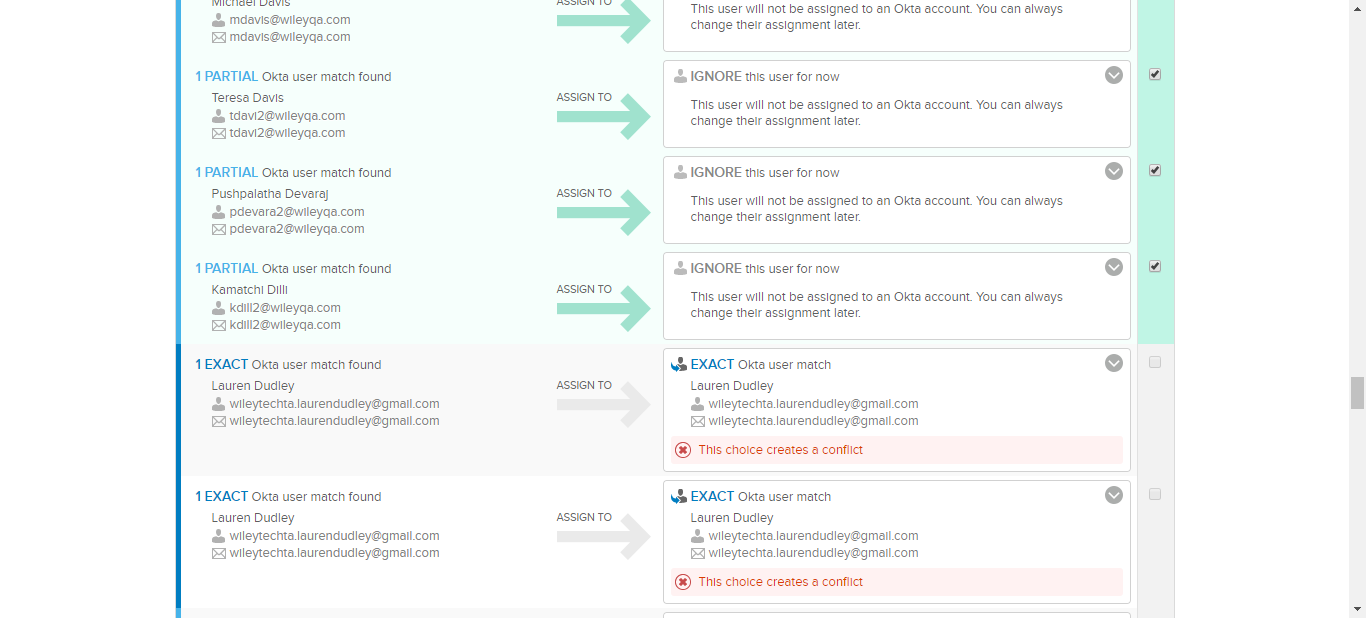 Michael Davis
mdavis@wileyqa.com
mdavis@wileyqa.com
ASSIGN TO
This user will not be assigned to an Okta account. You can always
change their assignment later.
1 PARTIAL Okta user match found
Teresa Davis
tdavi2@wileyqa.com
tdavi2@wileyqa.com
ASSIGN TO
IGNORE this user for now
This user will not be assigned to an Okta account. You can always
change their assignment later.
1 PARTIAL Okta user match found
Pushpalatha Devaraj
pdevara2@wileyqa.com
pdevara2@wileyqa.com
ASSIGN TO
IGNORE this user for now
This user will not be assigned to an Okta account. You can always
change their assignment later.
1 PARTIAL Okta user match found
Kamatchi Dilli
kdill2@wileyqa.com
kdill2@wileyqa.com
ASSIGN TO
IGNORE this user for now
This user will not be assigned to an Okta account. You can always
change their assignment later.
1 EXACT Okta user match found
Lauren Dudley
wileytechta.laurendudley@gmail.com
wileytechta.laurendudley@gmail.com
ASSIGN TO
EXACT Okta user match
Lauren Dudley
wileytechta.laurendudley@gmail.com
wileytechta.laurendudley@gmail.com
This choice creates a conflict
1 EXACT Okta user match found
Lauren Dudley
wileytechta.laurendudley@gmail.com
wileytechta.laurendudley@gmail.com
ASSIGN TO
EXACT Okta user match
Lauren Dudley
wileytechta.laurendudley@gmail.com
wileytechta.laurendudley@gmail.com
This choice creates a conflict